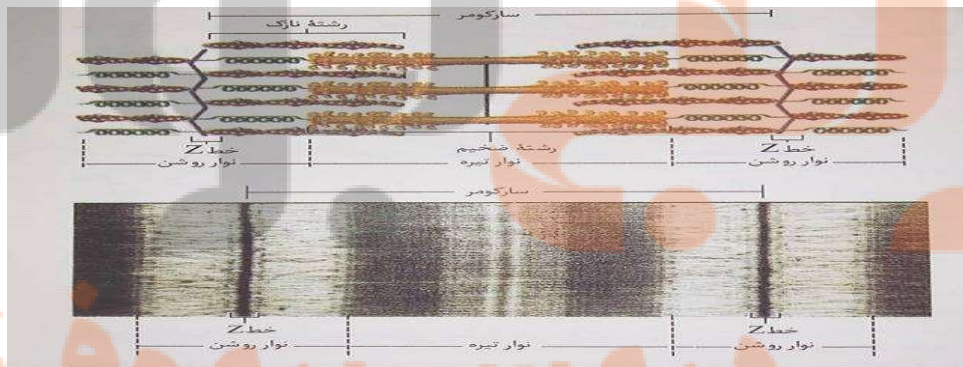 سارکومر
رشتهٔ نازک
خط Z
رشتهٔ ضخیم
خط Z
نوار روشن
نوار تیره
نوار روشن
سارکومر
خط Z
خط Z
نوار روشن
نوار تیره
نوار روشن